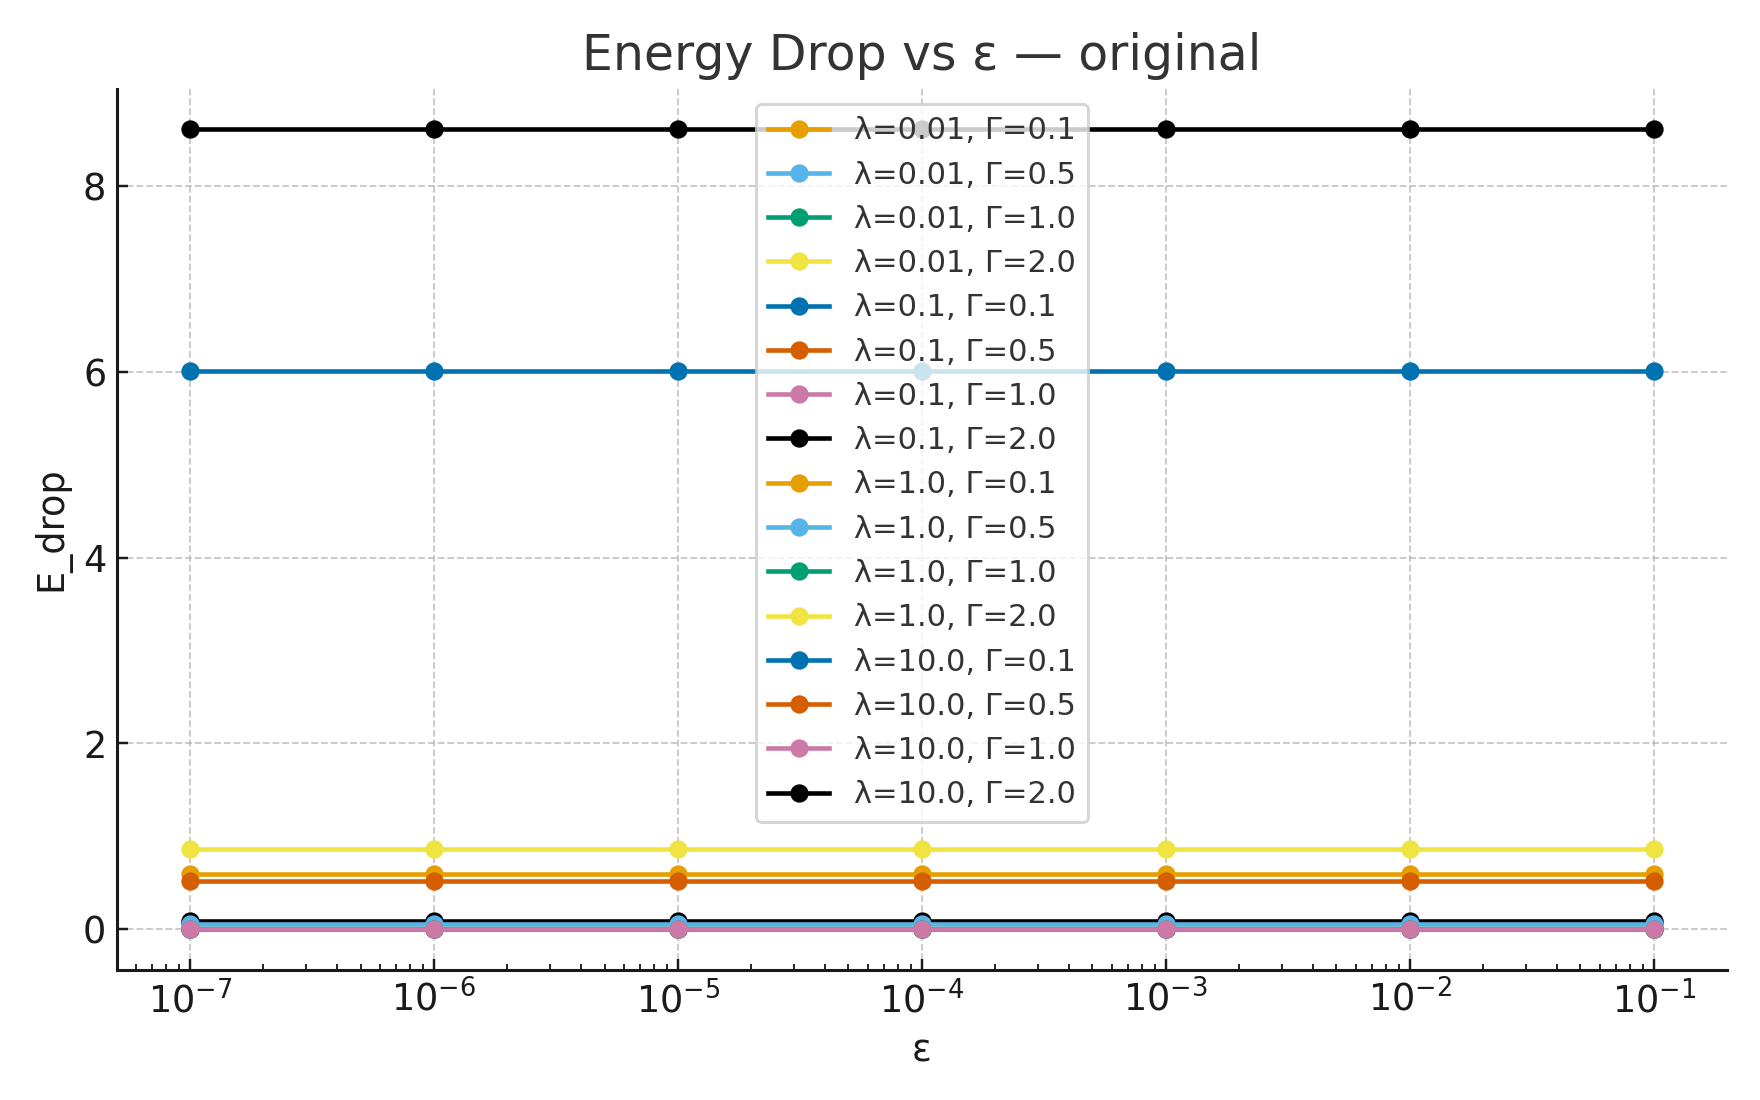 Energy Drop vs ε — original
E_drop
8
6
4
2
0
λ=0.01, Γ=0.1
λ=0.01, Γ=0.5
λ=0.01, Γ=1.0
λ=0.01, Γ=2.0
λ=0.1, Γ=0.1
λ=0.1, Γ=0.5
λ=0.1, Γ=1.0
λ=0.1, Γ=2.0
λ=1.0, Γ=0.1
λ=1.0, Γ=0.5
λ=1.0, Γ=1.0
λ=1.0, Γ=2.0
λ=10.0, Γ=0.1
λ=10.0, Γ=0.5
λ=10.0, Γ=1.0
λ=10.0, Γ=2.0
10⁻⁷ 10⁻⁶ 10⁻⁵ 10⁻⁴ 10⁻³ 10⁻² 10⁻¹
ε